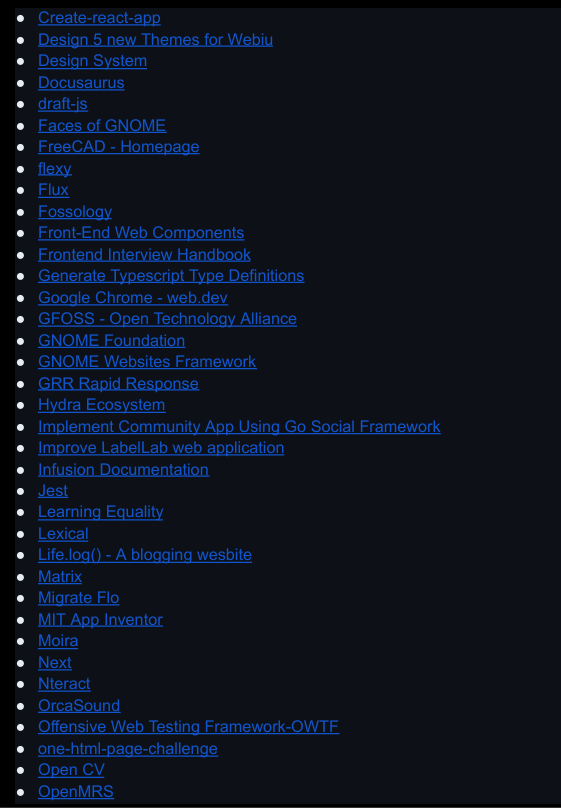 Create-react-app
Design 5 new Themes for Webiu
Design System
Docusaurus
draft-js
Faces of GNOME
FreeCAD - Homepage
flexy
Flux
Fossology
Front-End Web Components
Frontend Interview Handbook
Generate Typescript Type Definitions
Google Chrome - web.dev
GFOSS - Open Technology Alliance
GNOME Foundation
GNOME Websites Framework
GRR Rapid Response
Hydra Ecosystem
Implement Community App Using Go Social Framework
Improve LabelLab web application
Infusion Documentation
Jest
Learning Equality
Lexical
Life.log() - A blogging wesbite
Matrix
Migrate Flo
MIT App Inventor
Moira
Next
Nteract
OrcaSound
Offensive Web Testing Framework-OWTF
one-html-page-challenge
Open CV
OpenMRS